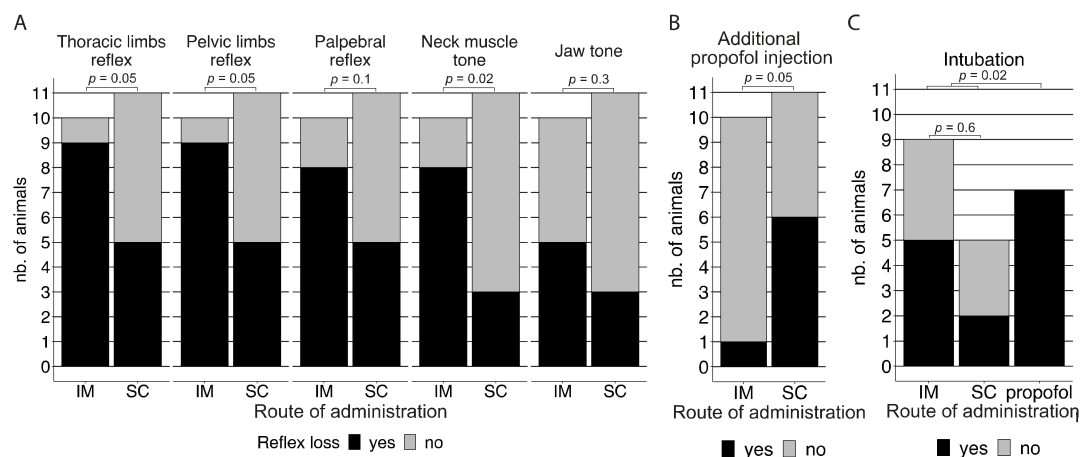 A
Thoracic limbs
reflex
p = 0.05
Pelvic limbs
reflex
p = 0.05
Palpebral
reflex
p = 0.1
Neck muscle
tone
p = 0.02
Jaw tone
p = 0.3
11
10
9
8
7
6
5
4
3
2
1
0
nb. of animals
IM SC IM SC IM SC IM SC IM SC
Route of administration
Reflex loss yes no
B
Additional
propofol injection
p = 0.05
11
10
9
8
7
6
5
4
3
2
1
0
nb. of animals
IM SC
Route of administration
yes no
C
Intubation
p = 0.02
p = 0.6
11
10
9
8
7
6
5
4
3
2
1
0
nb. of animals
IM SC propofol
Route of administration
yes no